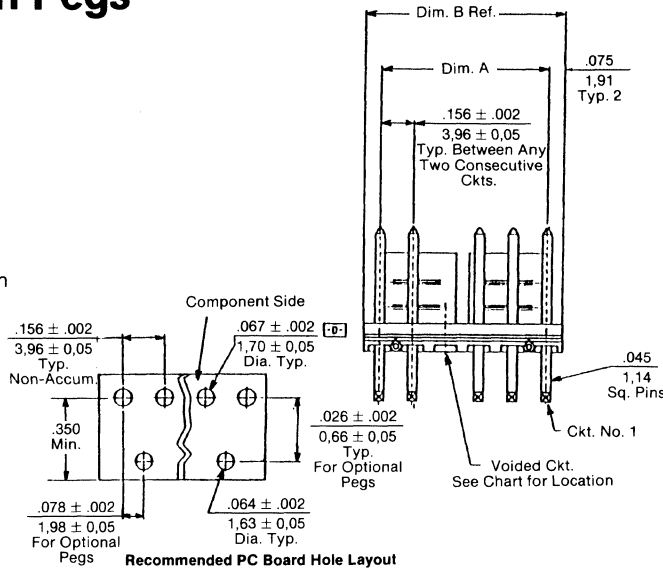 n Pegs
Dim. B Ref.
Dim. A
.075
1,91
Typ. 2
.156 ± .002
3,96 ± 0,05
Typ. Between Any
Two Consecutive
Ckts.
n
Component Side
.156 ± .002
3,96 ± 0,05
Typ.
Non-Accum.
.067 ± .002
1,70 ± 0,05
Dia. Typ.
-D-
.350
Min.
.026 ± .002
0,66 ± 0,05
Typ.
For Optional
Pegs
.045
1,14
Sq. Pins
Ckt. No. 1
Voided Ckt.
See Chart for Location
.078 ± .002
1,98 ± 0,05
For Optional
Pegs
.064 ± .002
1,63 ± 0,05
Dia. Typ.
Recommended PC Board Hole Layout